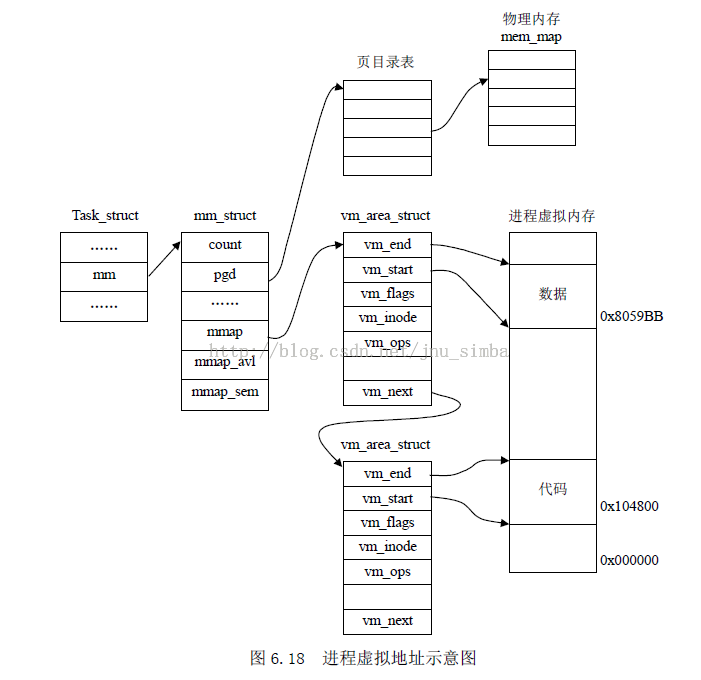 物理内存
mem_map
页目录表
Task_struct
mm_struct
vm_area_struct
进程虚拟内存
……
mm
……
count
pgd
……
mmap
mmap_avl
mmap_sem
vm_end
vm_start
vm_flags
vm_inode
vm_ops
vm_next
数据
0x8059BB
http://blog.csdn.net/jnu_simba
vm_area_struct
vm_end
vm_start
vm_flags
vm_inode
vm_ops
vm_next
代码
0x104800
0x000000
图 6.18 进程虚拟地址示意图